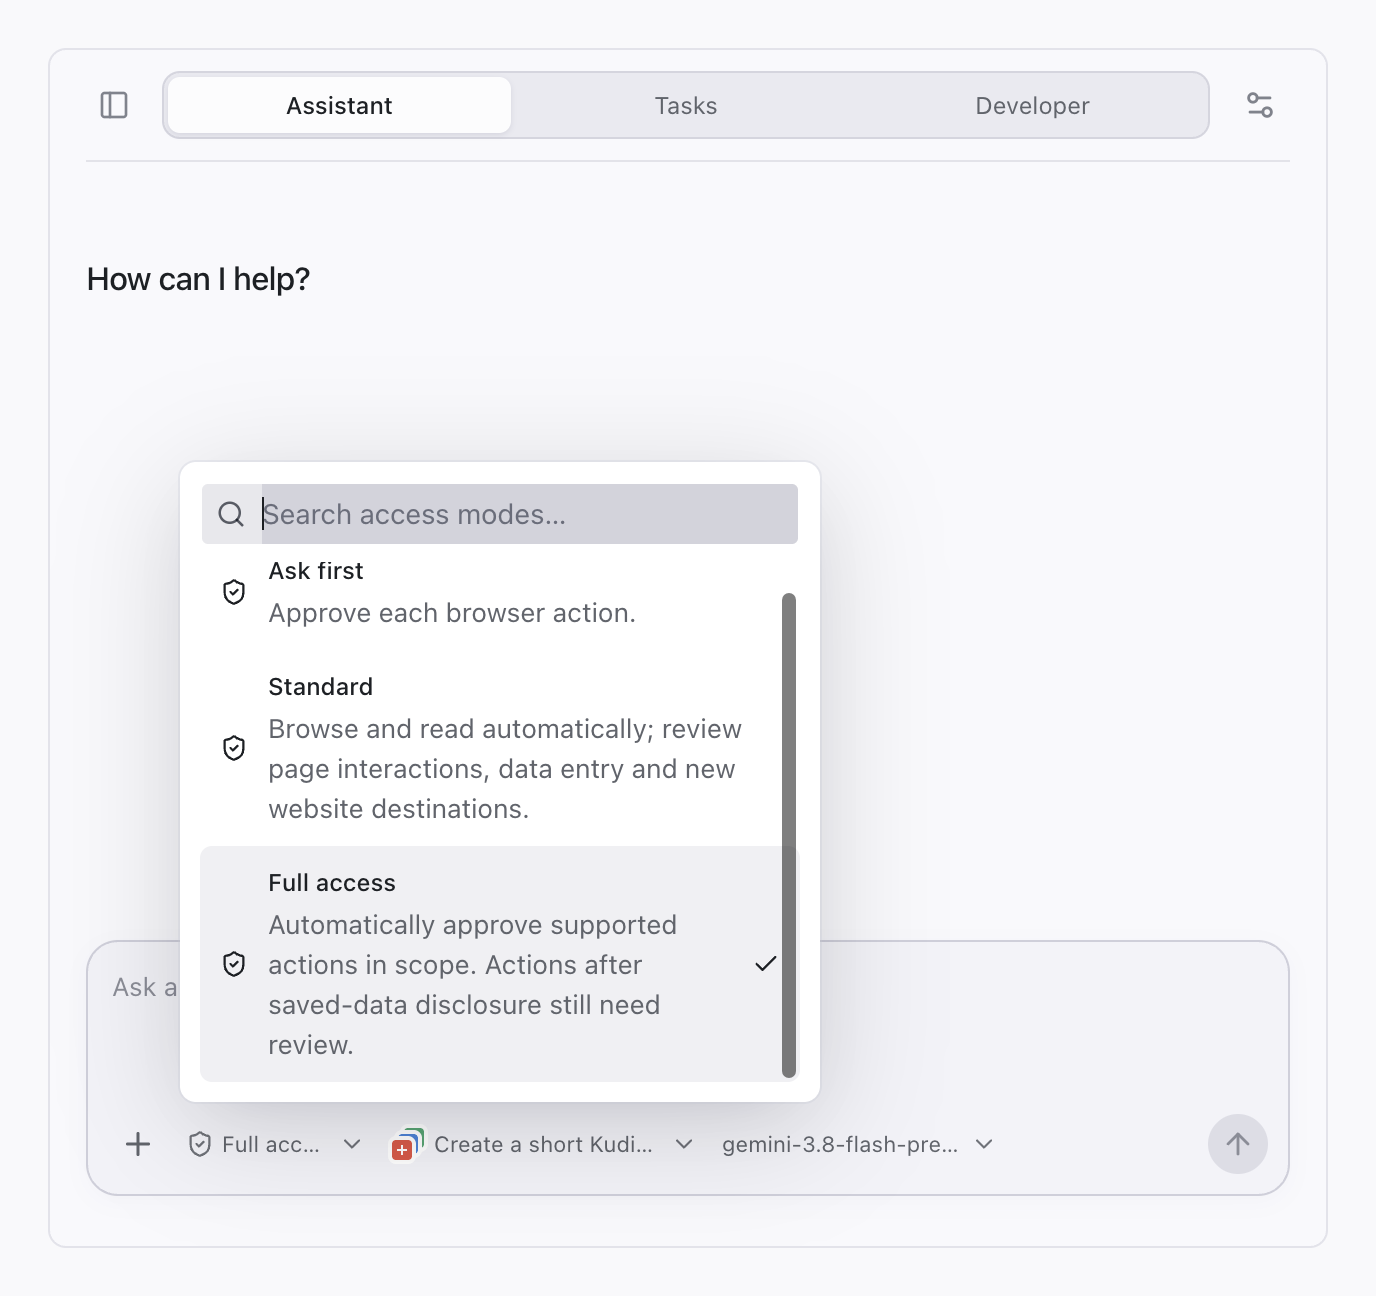 Assistant
Tasks
Developer
How can I help?
Search access modes...
Ask first
Approve each browser action.
Standard
Browse and read automatically; review
page interactions, data entry and new
website destinations.
Full access
Automatically approve supported
actions in scope. Actions after
saved-data disclosure still need
review.
Ask a
Full acc...
Create a short Kudi...
gemini-3.8-flash-pre...